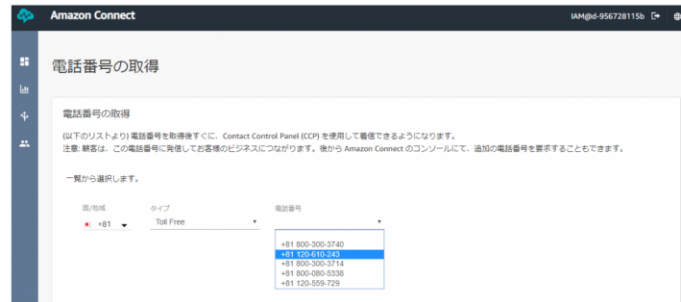 Amazon Connect
IAM@d-956728115b
電話番号の取得
電話番号の取得
(以下のリストより) 電話番号を取得後すぐに、Contact Control Panel (CCP) を使用して着信できるようになります。
注意: 顧客は、この電話番号に発信してお客様のビジネスにつながります。後から Amazon Connect のコンソールにて、追加の電話番号を要求することもできます。
一覧から選択します。
国/地域 タイプ 電話番号
+81 Toll Free
+81 800-300-3740
+81 120-610-243
+81 800-300-3714
+81 800-080-5338
+81 120-559-729